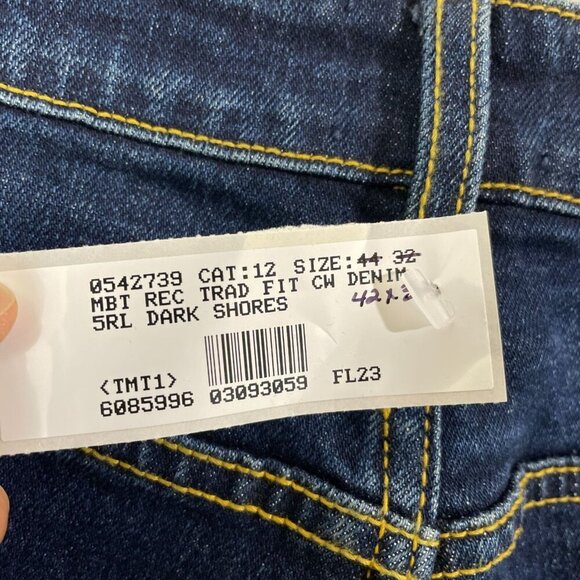 0542739 CAT:12 SIZE:44 32
MBT REC TRAD FIT CW DENIM
42x
5RL DARK SHORES
<TMT1>
6085996 03093059 FL23